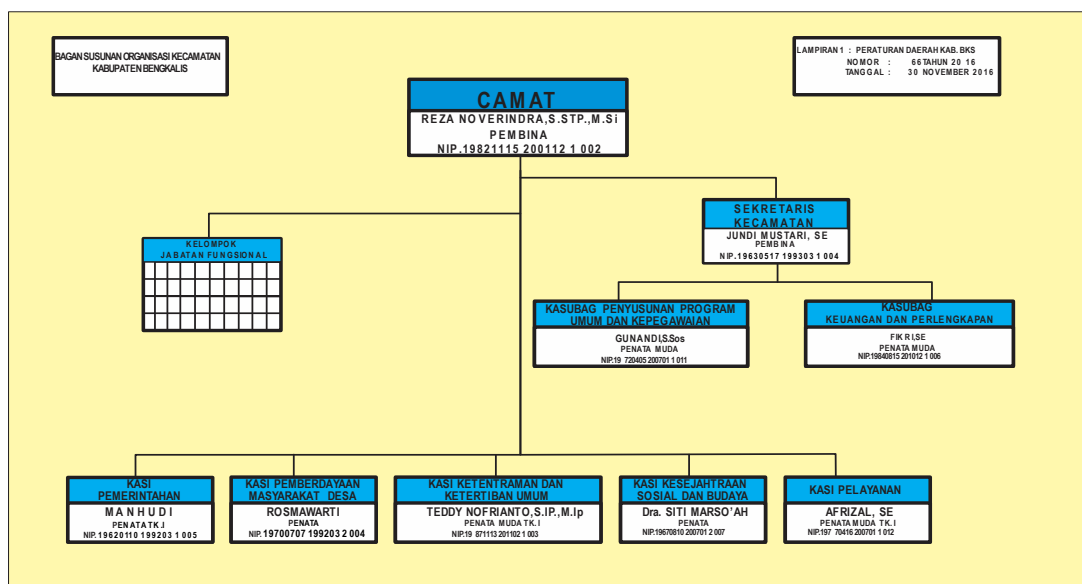 BAGAN SUSUNAN ORGANISASI KECAMATAN
KABUPATEN BENGKALIS
LAMPIRAN 1 : PERATURAN DAERAH KAB. BKS
NOMOR : 66 TAHUN 20 16
TANGGAL : 30 NOVEMBER 2016
CAMAT
REZA NOVERINDRA,S.STP.,M.Si
PEMBINA
NIP.19821115 200112 1 002
SEKRETARIS
KECAMATAN
JUNDI MUSTARI, SE
PEMBINA
NIP.19630517 199303 1 004
KELOMPOK
JABATAN FUNGSIONAL
KASUBAG PENYUSUNAN PROGRAM
UMUM DAN KEPEGAWAIAN
GUNANDI,S.Sos
PENATA MUDA
NIP.19 720405 200701 1 011
KASUBAG
KEUANGAN DAN PERLENGKAPAN
FIKRI,SE
PENATA MUDA
NIP.19840815 201012 1 006
KASI
PEMERINTAHAN
MANHUDI
PENATA TK.I
NIP. 19620110 199203 1 005
KASI PEMBERDAYAAN
MASYARAKAT DESA
ROSMAWARTI
PENATA
NIP. 19700707 199203 2 004
KASI KETENTRAMAN DAN
KETERTIBAN UMUM
TEDDY NOFRIANTO,S.IP.,M.Ip
PENATA MUDA TK. I
NIP.19 871113 201102 1 003
KASI KESEJAHTRAAN
SOSIAL DAN BUDAYA
Dra. SITI MARSO'AH
PENATA
NIP.19670810 200701 2 007
KASI PELAYANAN
AFRIZAL, SE
PENATA MUDA TK. I
NIP.197 70416 200701 1 012